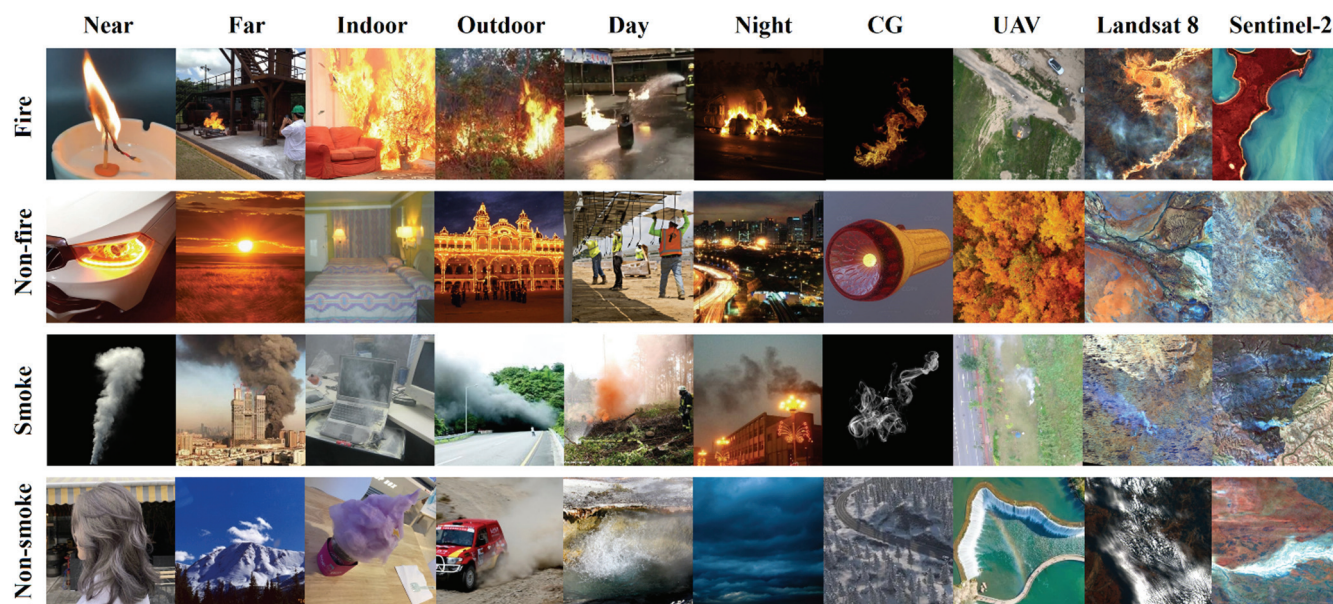 Near Far Indoor Outdoor Day Night CG UAV Landsat 8 Sentinel-2
Fire
Non-fire
Smoke
Non-smoke